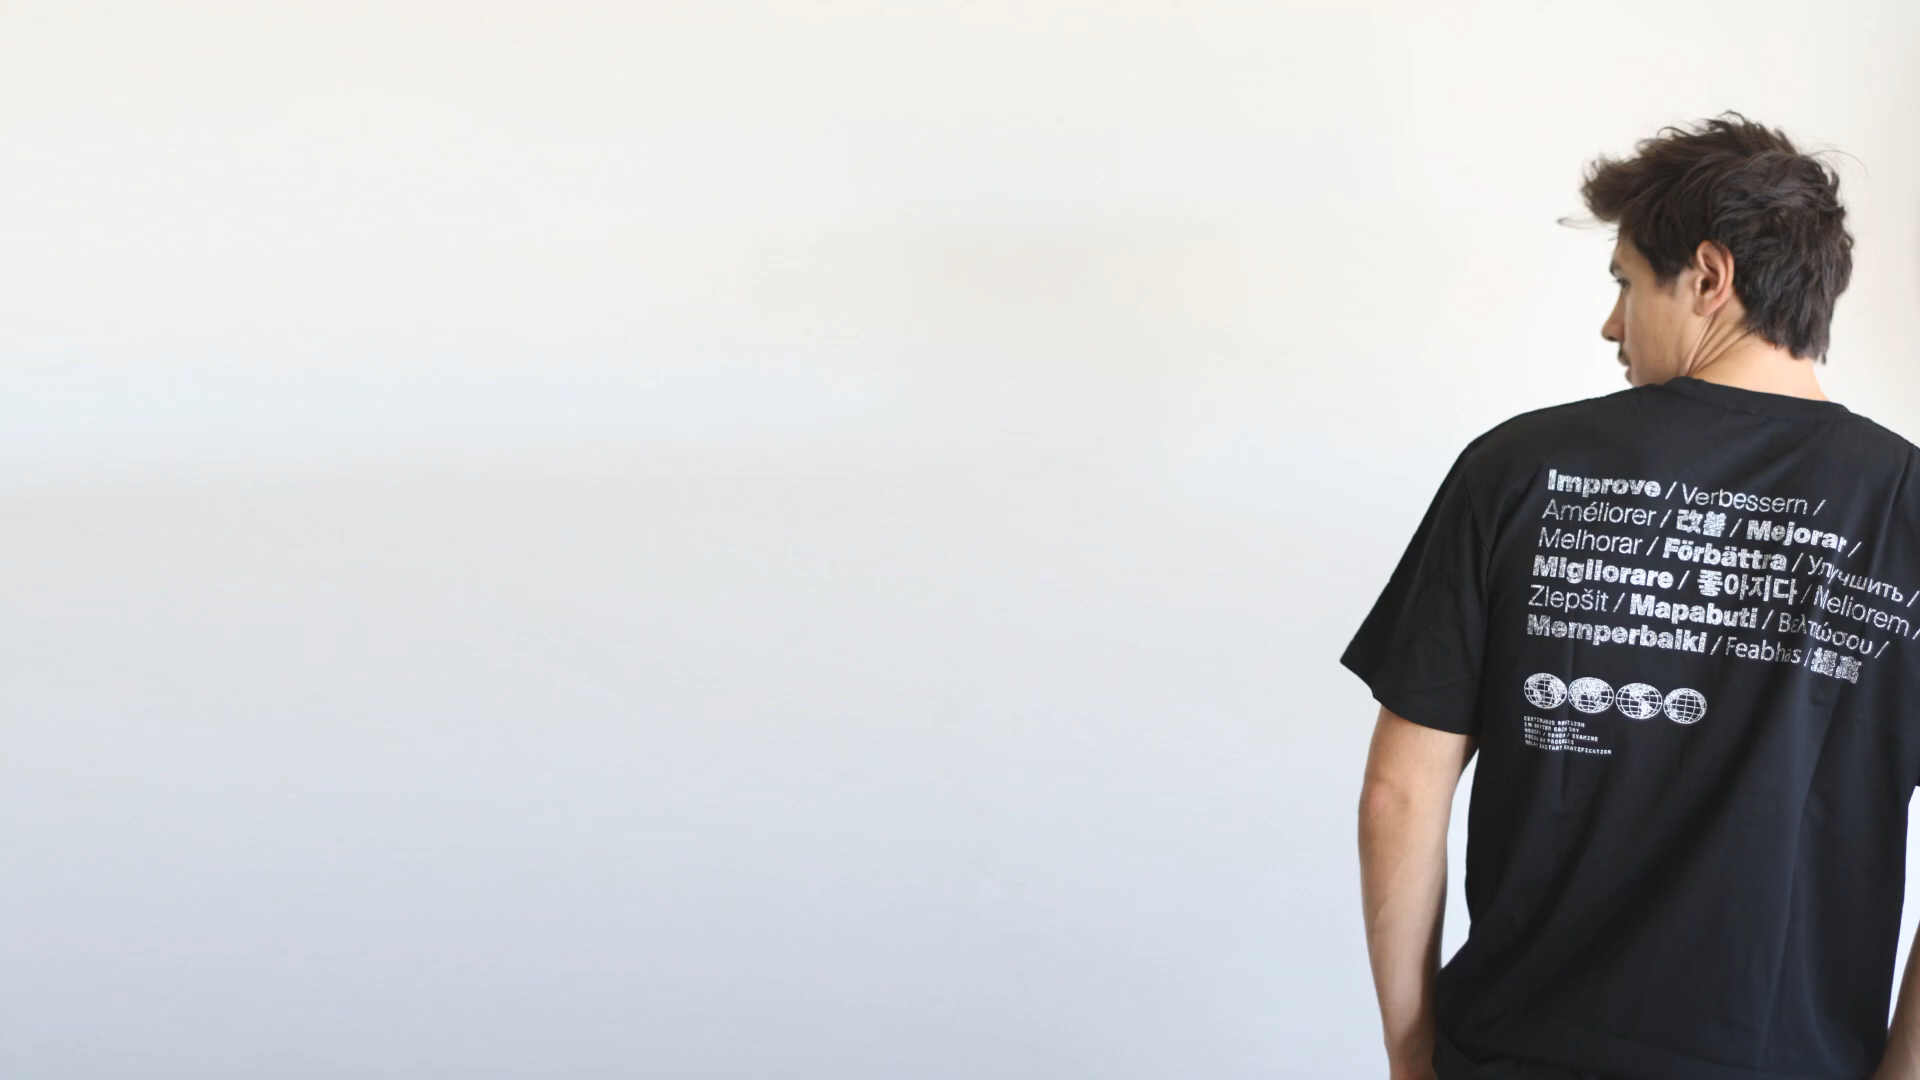 Improve / Verbessern /
Améliorer / 改善 / Mejorar /
Melhorar / Förbättra / Улучшить /
Migliorare / 좋아지다 / Meliorem /
Zlepšit / Mapabuti / Βελτιώσου /
Memperbaiki / Feabhas / 提高
CONTINUOUS